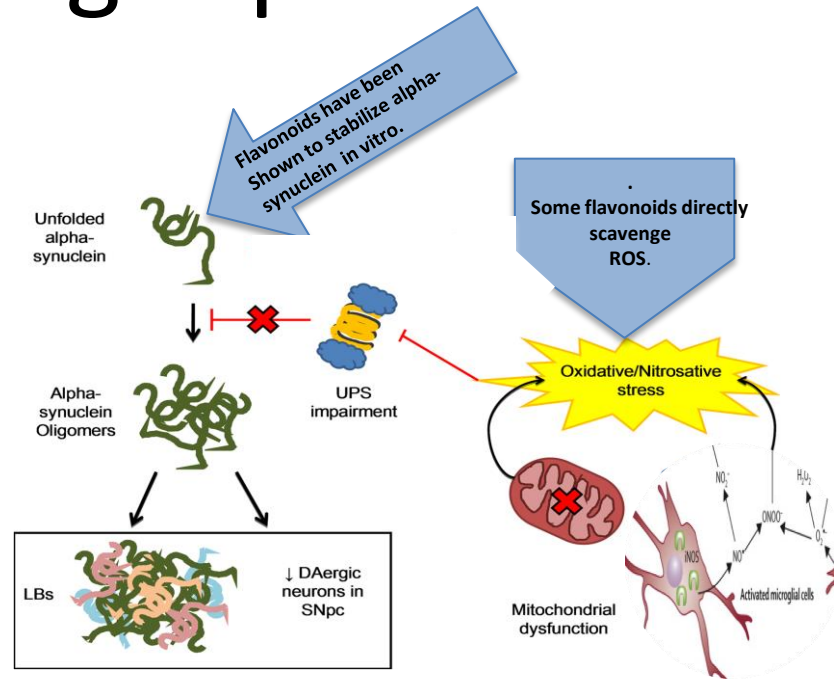 Flavonoids have been
Shown to stabilize alpha-
synuclein in vitro.
.
Some flavonoids directly
scavenge
ROS.
Unfolded
alpha-
synuclein
Oxidative/Nitrosative
stress
UPS
impairment
Alpha-
synuclein
Oligomers
NO₂⁻
H₂O₂
ONOO⁻
O₂•⁻
iNOS
NO•
Activated microglial cells
LBs
↓ DAergic
neurons in
SNpc
Mitochondrial
dysfunction